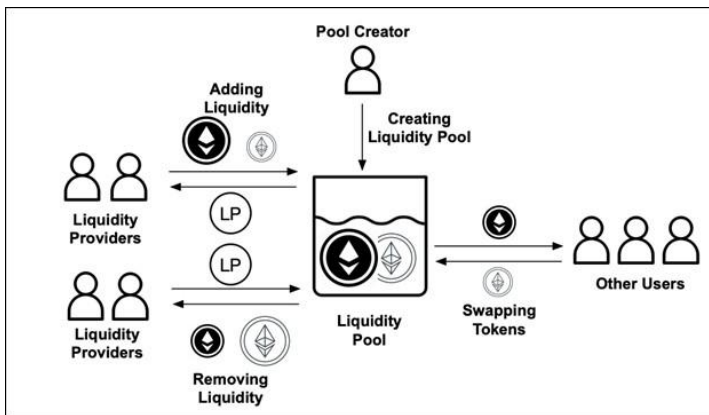 Pool Creator
Adding
Liquidity
Creating
Liquidity Pool
LP
Liquidity
Providers
LP
Other Users
Swapping
Tokens
Liquidity
Pool
Liquidity
Providers
Removing
Liquidity